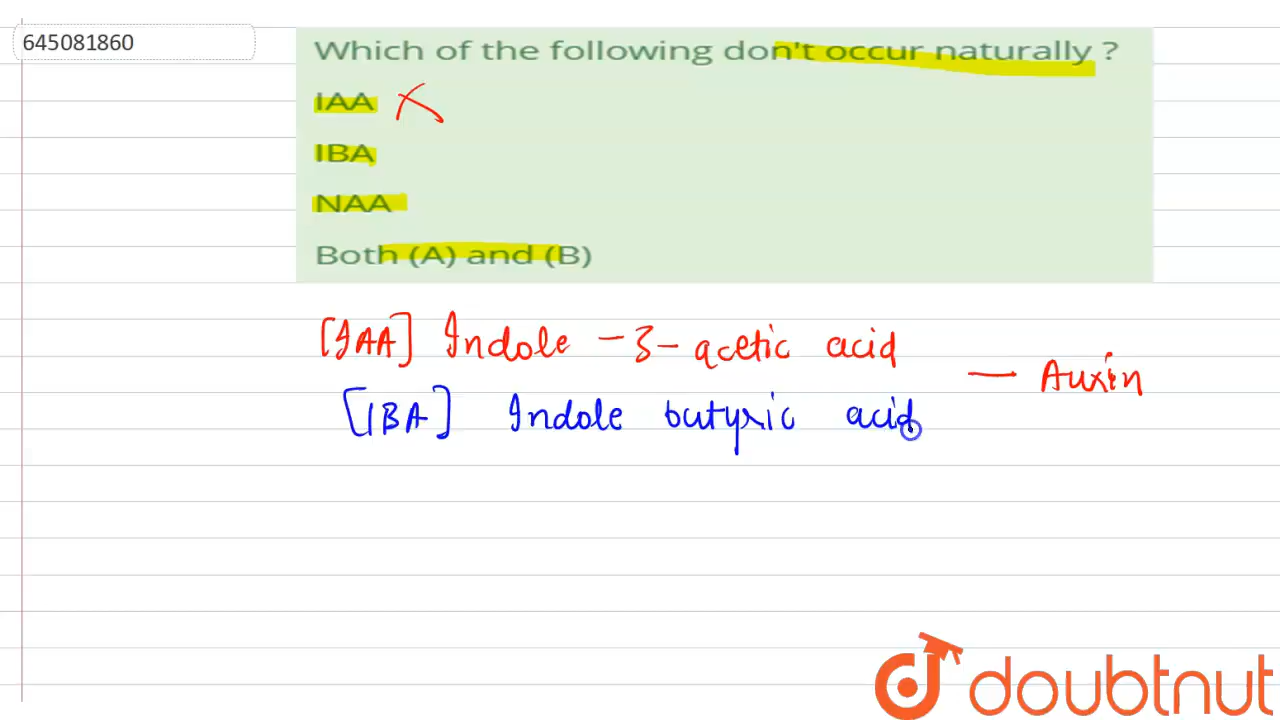 645081860
Which of the following don't occur naturally ?
IAA X
IBA
NAA
Both (A) and (B)
[IAA] Indole - 3 - acetic acid
— Auxin
[IBA] Indole butyric acid
doubtnut